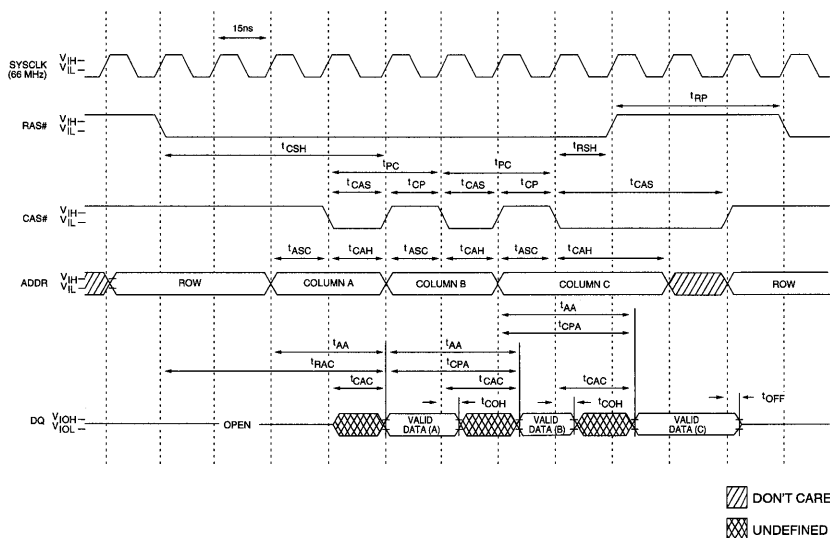 15ns
SYSCLK
(66 MHz)
VIH
VIL
tRP
RAS#
VIH
VIL
tCSH
tRSH
tPC
tPC
tCAS
tCP
tCAS
tCP
tCAS
CAS#
VIH
VIL
tASC
tCAH
tASC
tCAH
tASC
tCAH
ADDR
VIH
VIL
ROW
COLUMN A
COLUMN B
COLUMN C
ROW
tAA
tCPA
tAA
tAA
tRAC
tCPA
tCAC
tCAC
tCAC
tCOH
tCOH
tOFF
DQ
VIOH
VIOL
OPEN
VALID
DATA (A)
VALID
DATA (B)
VALID
DATA (C)
DON'T CARE
UNDEFINED